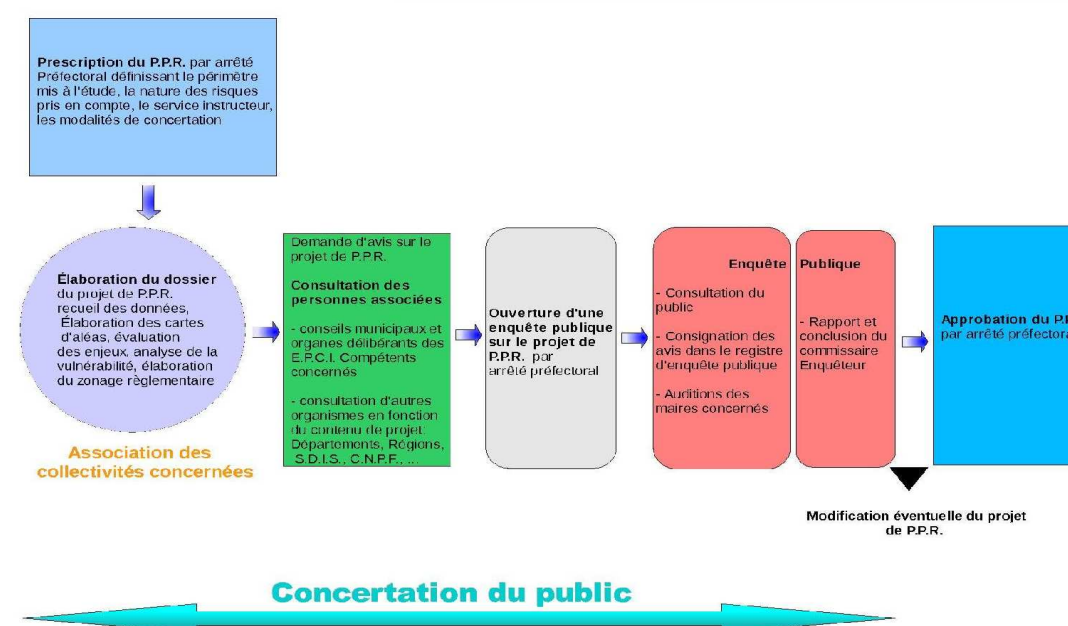 Prescription du P.P.R. par arrêté
Préfectoral définissant le périmètre
mis à l'étude, la nature des risques
pris en compte, le service instructeur,
les modalités de concertation
Élaboration du dossier
du projet de P.P.R.
recueil des données,
Élaboration des cartes
d'aléas, évaluation
des enjeux, analyse de la
vulnérabilité, élaboration
du zonage règlementaire
Association des
collectivités concernées
Demande d'avis sur le
projet de P.P.R.
Consultation des
personnes associées
- conseils municipaux et
organes délibérants des
E.P.C.I. Compétents
concernés
- consultation d'autres
organismes en fonction
du contenu de projet:
Départements, Régions,
S.D.I.S., C.N.P.F., ...
Ouverture d'une
enquête publique
sur le projet de
P.P.R. par
arrêté préfectoral
Enquête
- Consultation du
public
- Consignation des
avis dans le registre
d'enquête publique
- Auditions des
maires concernés
Publique
- Rapport et
conclusion du
commissaire
Enquêteur
Approbation du P.P
par arrêté préfectora
Modification éventuelle du projet
de P.P.R.
Concertation du public